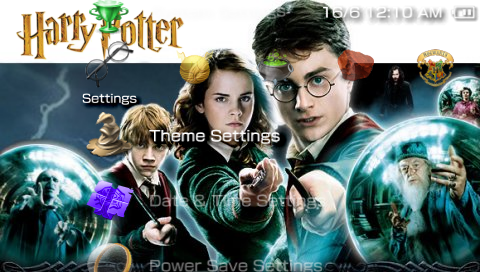 Harry Potter
16/6 12:10 AM
Settings
Theme Settings
Date & Time Settings
Power Save Settings